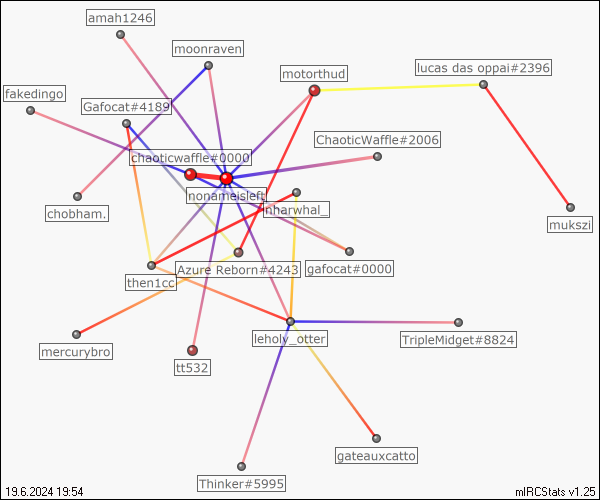 amah1246
moonraven
motorthud
lucas das oppai#2396
fakedingo
Gafocat#4189
ChaoticWaffle#2006
chaoticwaffle#0000
nonameisleft
nharwhal_
chobham.
mukszi
Azure Reborn#4243
gafocat#0000
then1cc
leholy_otter
TripleMidget#8824
mercurybro
tt532
gateauxcatto
Thinker#5995
19.6.2024 19:54
mIRCStats v1.25